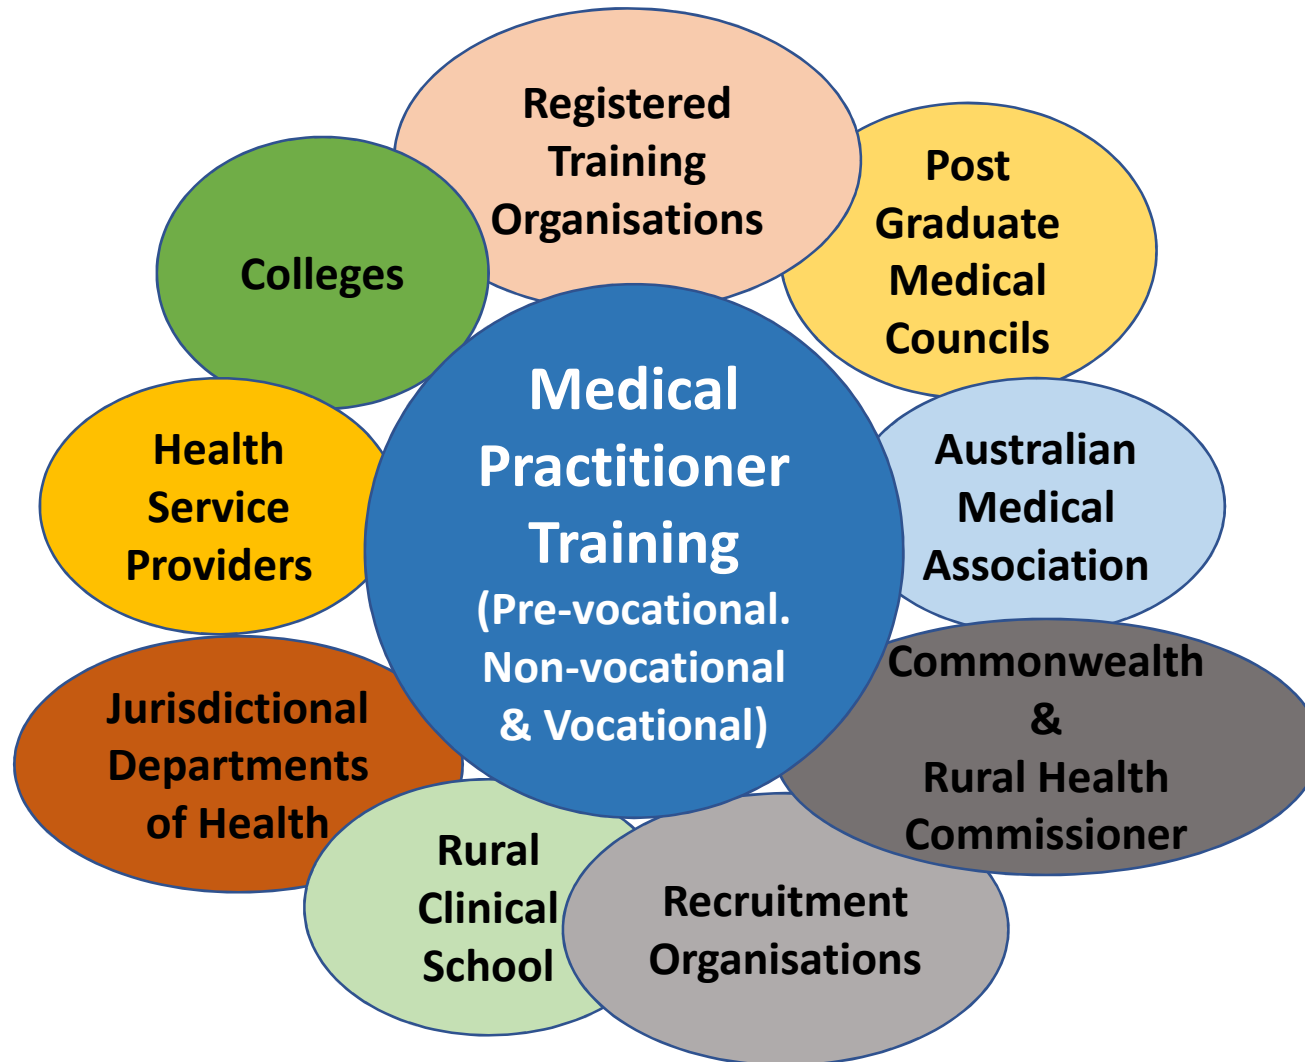 Registered
Training
Organisations
Post
Graduate
Medical
Councils
Colleges
Medical
Practitioner
Training
(Pre-vocational.
Non-vocational
& Vocational)
Health
Service
Providers
Australian
Medical
Association
Jurisdictional
Departments
of Health
Commonwealth
&
Rural Health
Commissioner
Rural
Clinical
School
Recruitment
Organisations